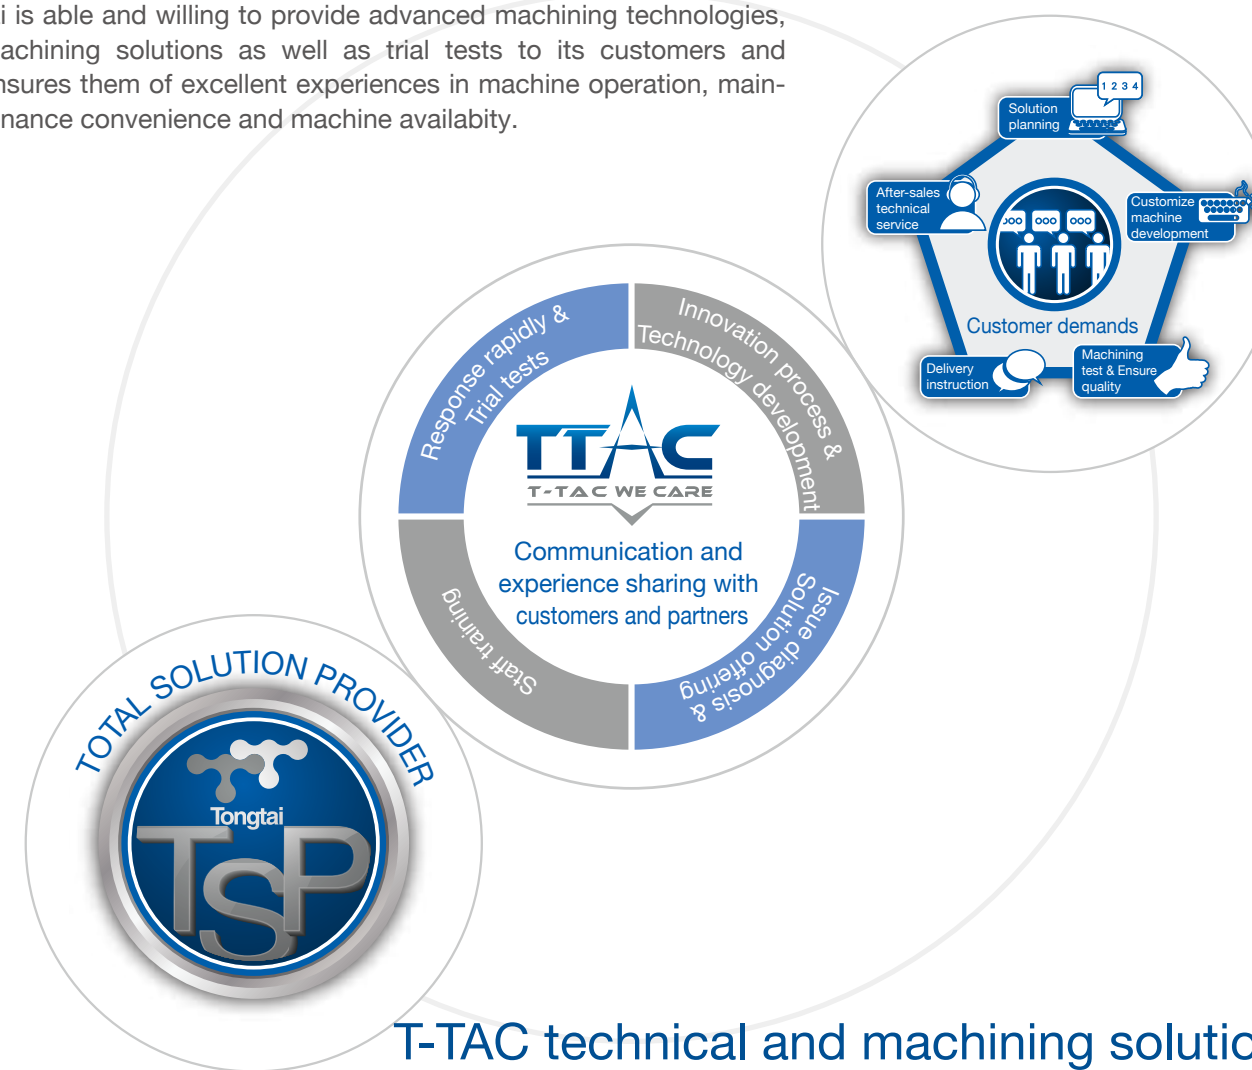 i is able and willing to provide advanced machining technologies,
achining solutions as well as trial tests to its customers and
nsures them of excellent experiences in machine operation, main-
nance convenience and machine availabity.
1 2 3 4
Solution
planning
After-sales
technical
service
Customize
machine
development
Customer demands
Delivery
instruction
Machining
test & Ensure
quality
Response rapidly &
Trial tests
Innovation process &
Technology development
TTAC
T-TAC WE CARE
Communication and
experience sharing with
customers and partners
Staff training
Issue diagnosis &
Solution offering
TOTAL SOLUTION PROVIDER
Tongtai
TSP
T-TAC technical and machining solutio